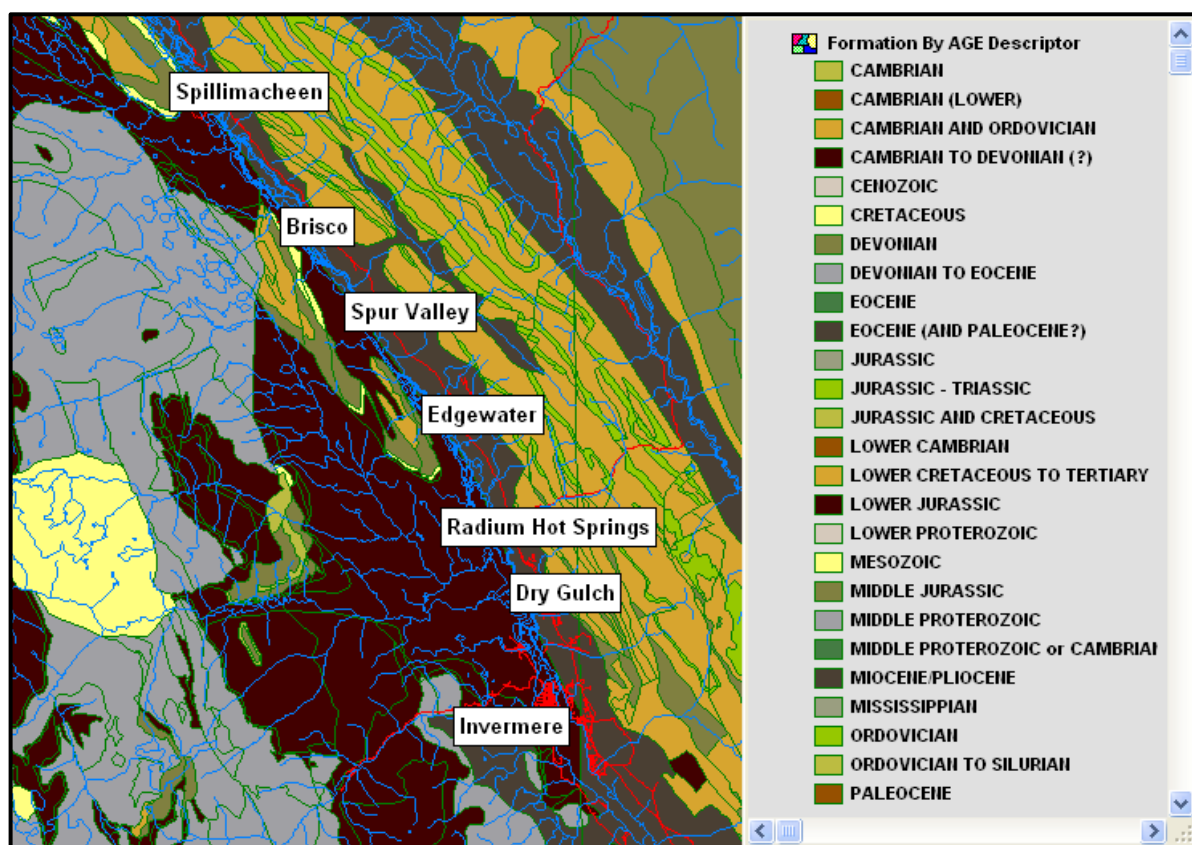 Spillimacheen
Brisco
Spur Valley
Edgewater
Radium Hot Springs
Dry Gulch
Invermere
Formation By AGE Descriptor
CAMBRIAN
CAMBRIAN (LOWER)
CAMBRIAN AND ORDOVICIAN
CAMBRIAN TO DEVONIAN (?)
CENOZOIC
CRETACEOUS
DEVONIAN
DEVONIAN TO EOCENE
EOCENE
EOCENE (AND PALEOCENE?)
JURASSIC
JURASSIC - TRIASSIC
JURASSIC AND CRETACEOUS
LOWER CAMBRIAN
LOWER CRETACEOUS TO TERTIARY
LOWER JURASSIC
LOWER PROTEROZOIC
MESOZOIC
MIDDLE JURASSIC
MIDDLE PROTEROZOIC
MIDDLE PROTEROZOIC or CAMBRIAN
MIOCENE/PLIOCENE
MISSISSIPPIAN
ORDOVICIAN
ORDOVICIAN TO SILURIAN
PALEOCENE